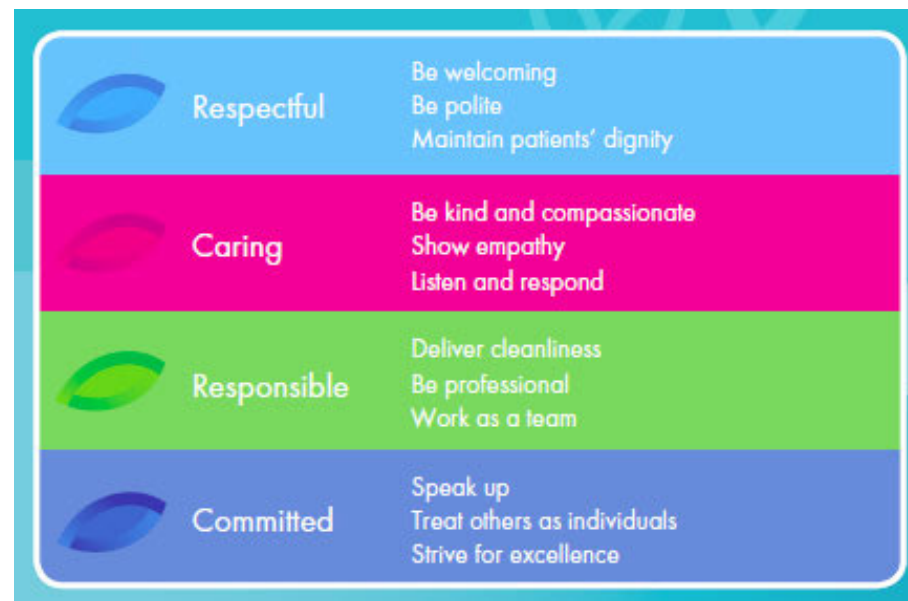 Respectful
Be welcoming
Be polite
Maintain patients' dignity
Caring
Be kind and compassionate
Show empathy
Listen and respond
Responsible
Deliver cleanliness
Be professional
Work as a team
Committed
Speak up
Treat others as individuals
Strive for excellence